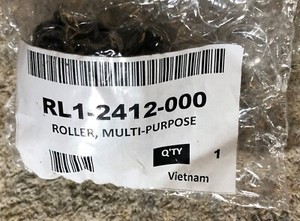 RL1-2412-000
ROLLER, MULTI-PURPOSE
Q'TY 1
Vietnam